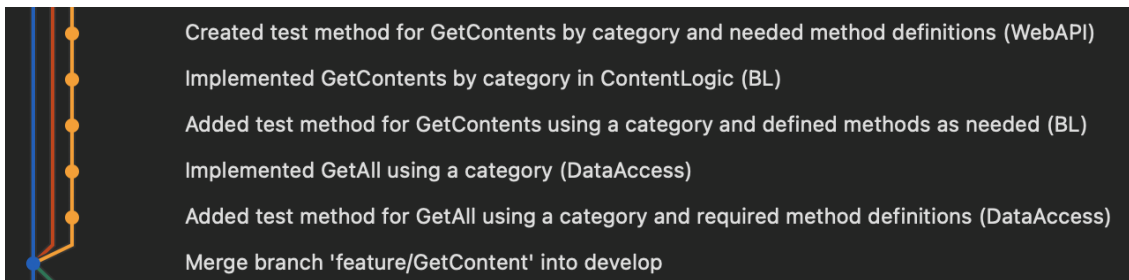 Created test method for GetContents by category and needed method definitions (WebAPI)
Implemented GetContents by category in ContentLogic (BL)
Added test method for GetContents using a category and defined methods as needed (BL)
Implemented GetAll using a category (DataAccess)
Added test method for GetAll using a category and required method definitions (DataAccess)
Merge branch 'feature/GetContent' into develop